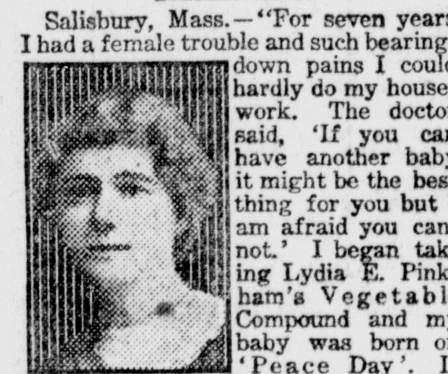 Salisbury, Mass.—"For seven years
I had a female trouble and such bearing-
down pains I coul
hardly do my house
work. The docto
said, 'If you ca
have another bab
it might be the bes
thing for you but
am afraid you can
not.' I began tak
ing Lydia E. Pink
ham's Vegetabl
Compound and m
baby was born o
'Peace Day'. I